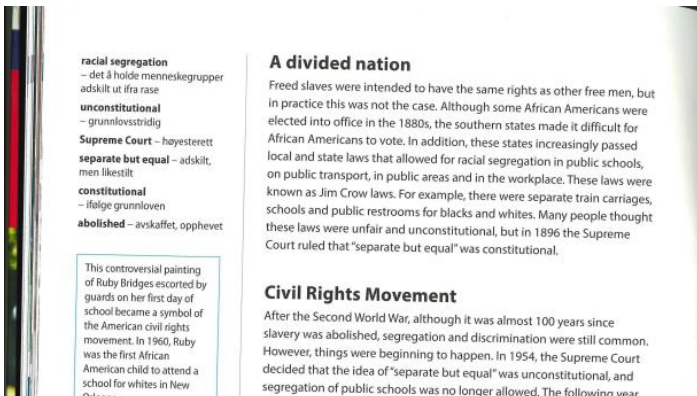 racial segregation
– det å holde menneskegrupper
adskilt ut ifra rase
unconstitutional
– grunnlovsstridig
Supreme Court – høyesterett
separate but equal – adskilt,
men likestilt
constitutional
– ifølge grunnloven
abolished – avskaffet, opphevet
This controversial painting
of Ruby Bridges escorted by
guards on her first day of
school became a symbol of
the American civil rights
movement. In 1960, Ruby
was the first African
American child to attend a
school for whites in New
A divided nation
Freed slaves were intended to have the same rights as other free men, but
in practice this was not the case. Although some African Americans were
elected into office in the 1880s, the southern states made it difficult for
African Americans to vote. In addition, these states increasingly passed
local and state laws that allowed for racial segregation in public schools,
on public transport, in public areas and in the workplace. These laws were
known as Jim Crow laws. For example, there were separate train carriages,
schools and public restrooms for blacks and whites. Many people thought
these laws were unfair and unconstitutional, but in 1896 the Supreme
Court ruled that “separate but equal” was constitutional.
Civil Rights Movement
After the Second World War, although it was almost 100 years since
slavery was abolished, segregation and discrimination were still common.
However, things were beginning to happen. In 1954, the Supreme Court
decided that the idea of “separate but equal” was unconstitutional, and
segregation of public schools was no longer allowed. The following year